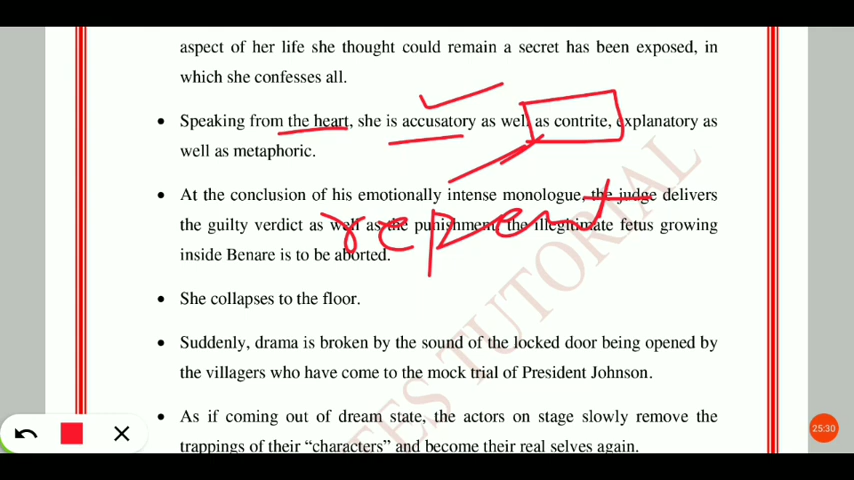 aspect of her life she thought could remain a secret has been exposed, in
which she confesses all.
• Speaking from the heart, she is accusatory as well as contrite, explanatory as
well as metaphoric.
• At the conclusion of his emotionally intense monologue, the judge delivers
the guilty verdict as well as the punishment, the illegitimate fetus growing
repent
inside Benare is to be aborted.
• She collapses to the floor.
• Suddenly, drama is broken by the sound of the locked door being opened by
the villagers who have come to the mock trial of President Johnson.
• As if coming out of dream state, the actors on stage slowly remove the
trappings of their “characters” and become their real selves again.
TES TUTORIAL
25:30